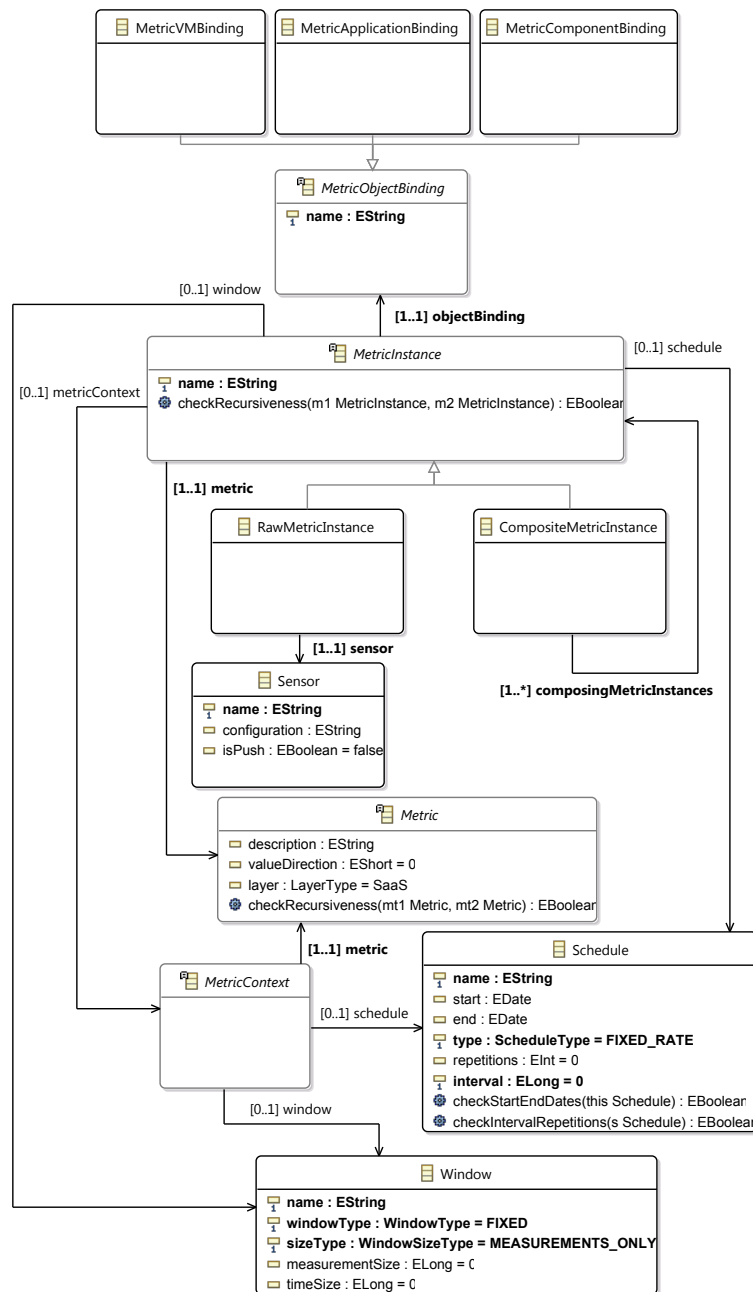 MetricVMBinding
MetricApplicationBinding
MetricComponentBinding
MetricObjectBinding
name : EString
[0..1] window
[1..1] objectBinding
MetricInstance
name : EString
checkRecursiveness(m1 MetricInstance, m2 MetricInstance) : EBoolean
[0..1] schedule
[0..1] metricContext
[1..1] metric
RawMetricInstance
CompositeMetricInstance
[1..1] sensor
[1..*] composingMetricInstances
Sensor
name : EString
configuration : EString
isPush : EBoolean = false
Metric
description : EString
valueDirection : EShort = 0
layer : LayerType = SaaS
checkRecursiveness(mt1 Metric, mt2 Metric) : EBoolean
[1..1] metric
MetricContext
[0..1] schedule
Schedule
name : EString
start : EDate
end : EDate
type : ScheduleType = FIXED_RATE
repetitions : EInt = 0
interval : ELong = 0
checkStartEndDates(this Schedule) : EBoolean
checkIntervalRepetitions(s Schedule) : EBoolean
[0..1] window
Window
name : EString
windowType : WindowType = FIXED
sizeType : WindowSizeType = MEASUREMENTS_ONLY
measurementSize : ELong = 0
timeSize : ELong = 0